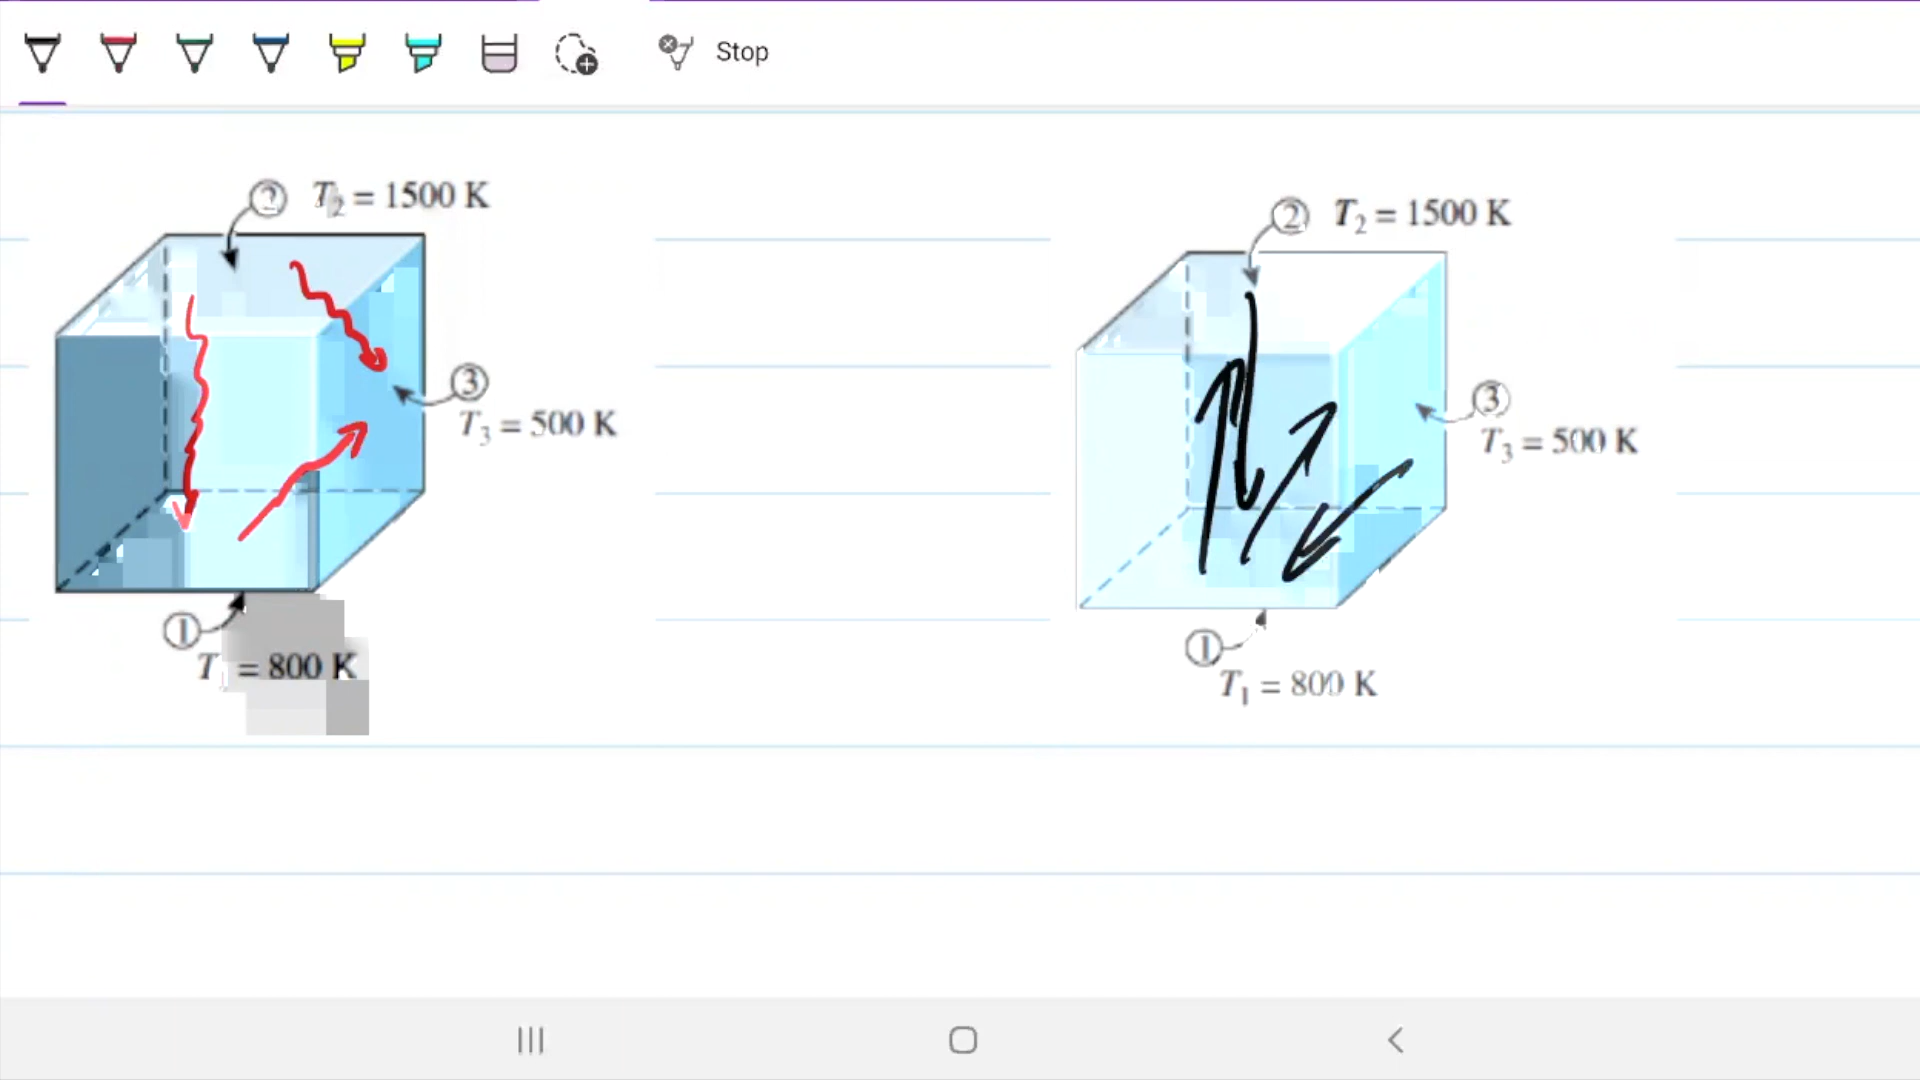 Stop
② T₂ = 1500 K
③
T₃ = 500 K
①
T = 800 K
② T₂ = 1500 K
③
T₃ = 500 K
①
T₁ = 800 K